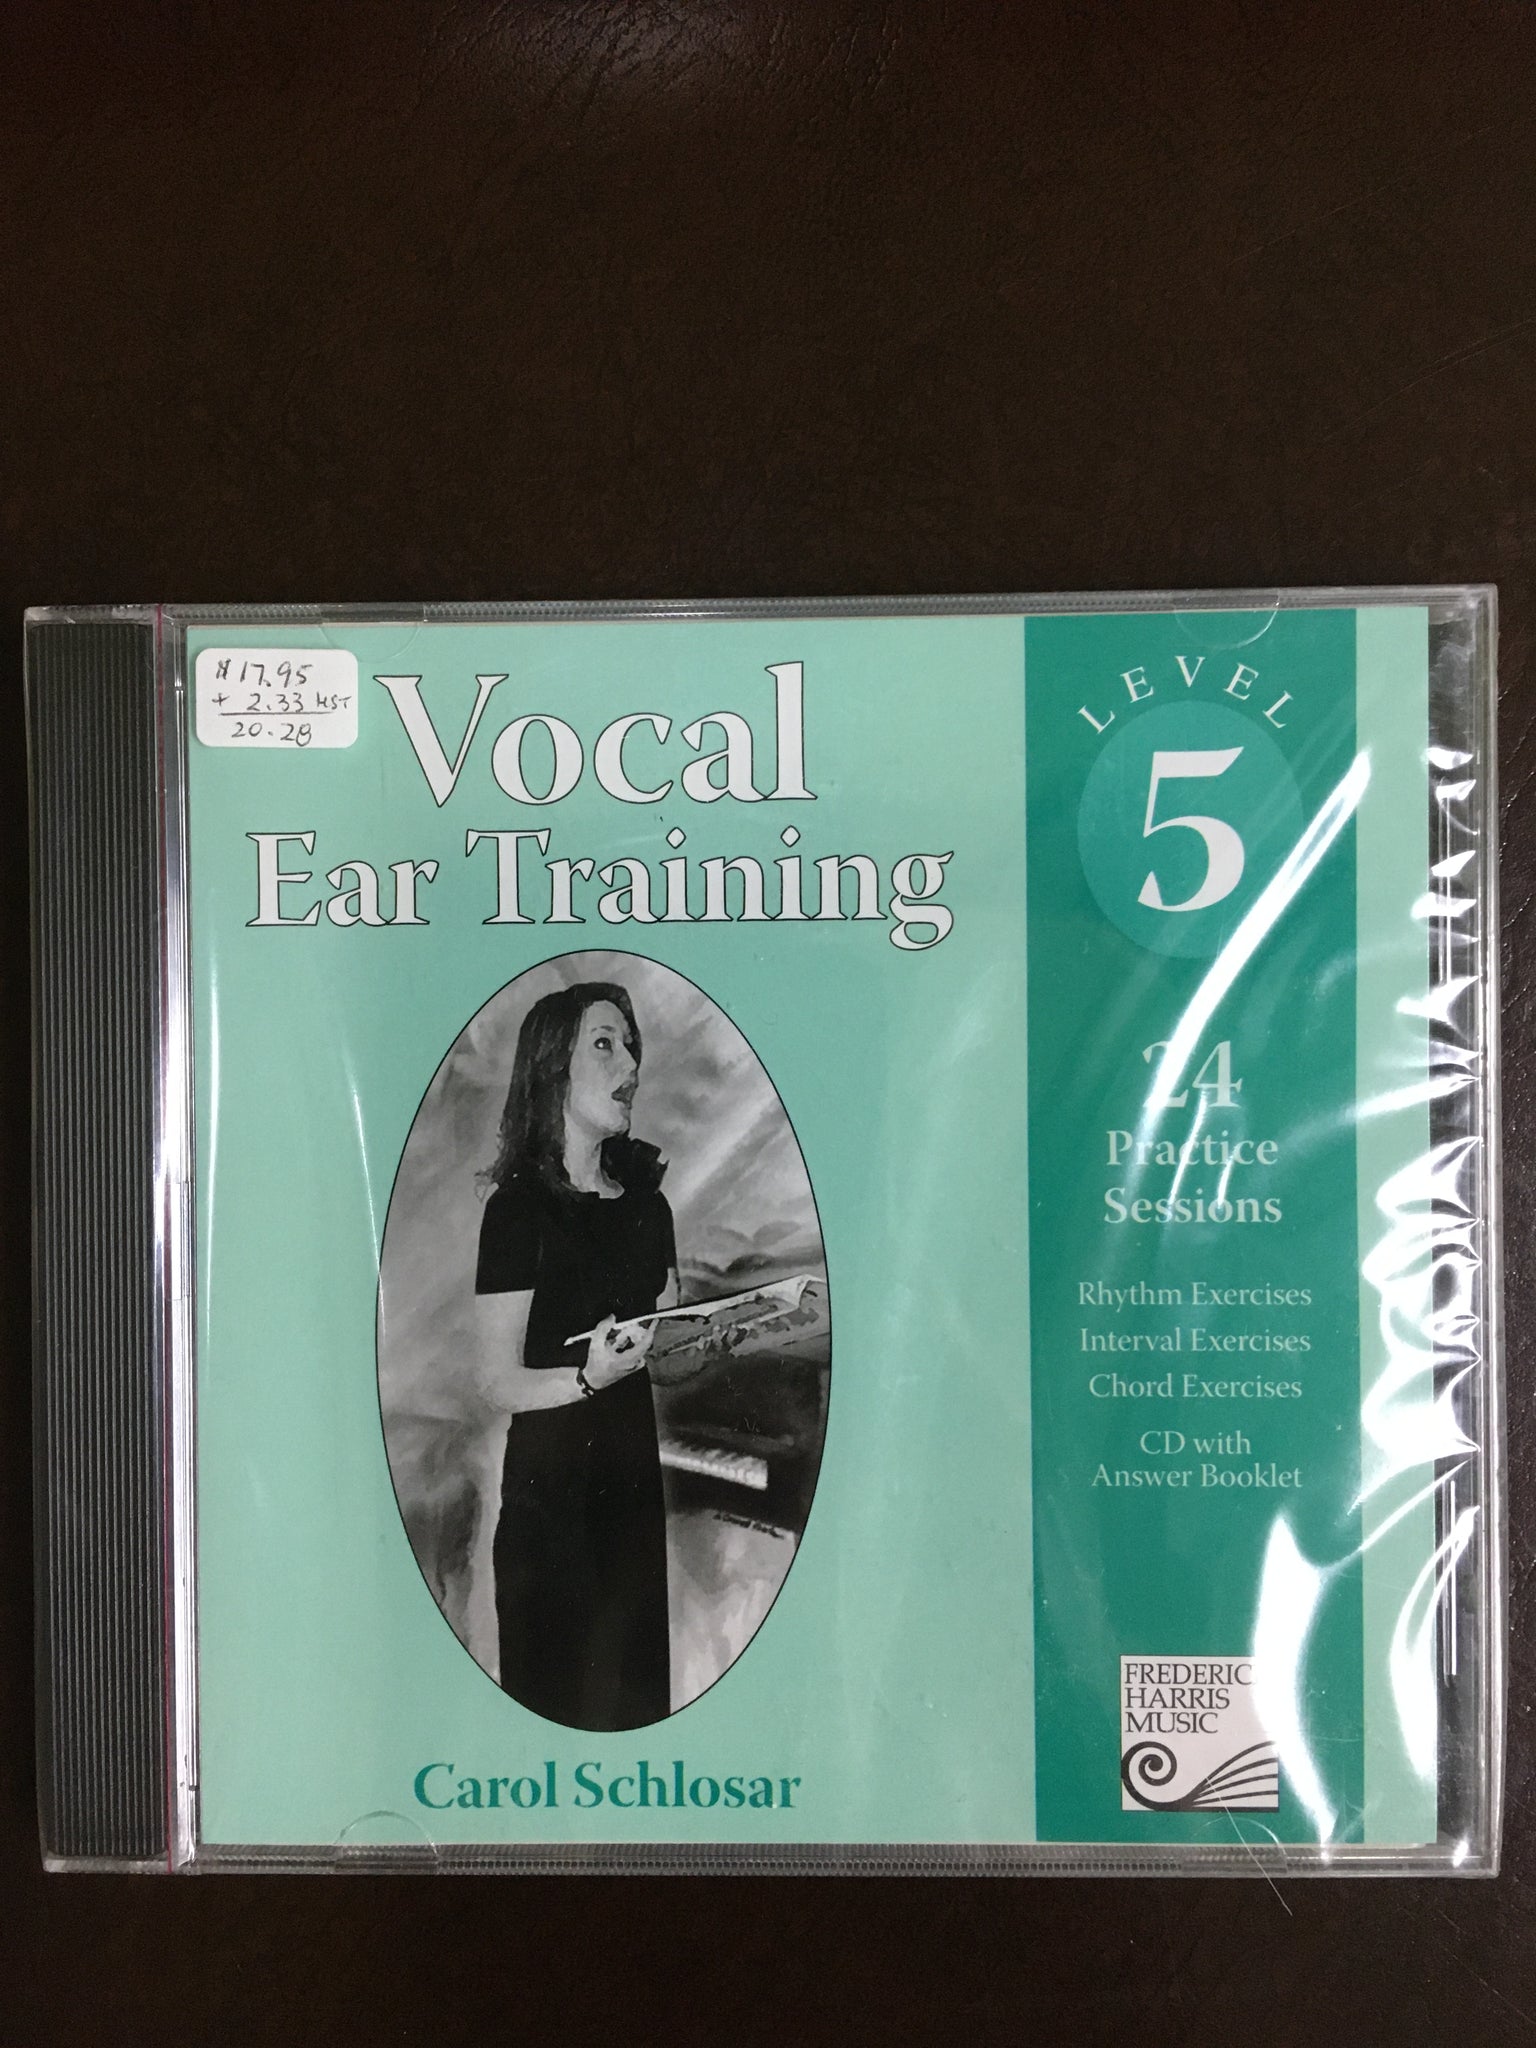 $17.95
+ 2.33 HST
20.28
Vocal
Ear Training
Carol Schlosar
LEVEL
5
24
Practice
Sessions
Rhythm Exercises
Interval Exercises
Chord Exercises
CD with
Answer Booklet
FREDERIC
HARRIS
MUSIC